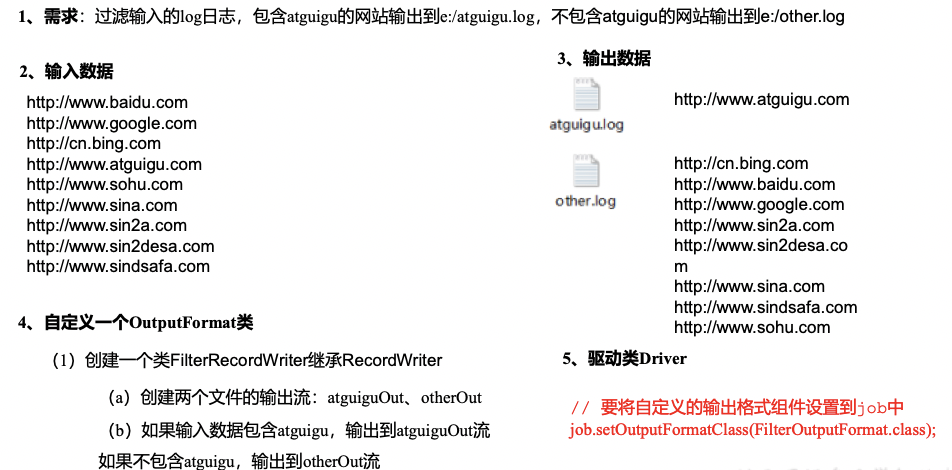 1、需求：过滤输入的log日志，包含atguigu的网站输出到e:/atguigu.log，不包含atguigu的网站输出到e:/other.log
2、输入数据
http://www.baidu.com
http://www.google.com
http://cn.bing.com
http://www.atguigu.com
http://www.sohu.com
http://www.sina.com
http://www.sin2a.com
http://www.sin2desa.com
http://www.sindsafa.com
3、输出数据
atguigu.log
http://www.atguigu.com
other.log
http://cn.bing.com
http://www.baidu.com
http://www.google.com
http://www.sin2a.com
http://www.sin2desa.co
m
http://www.sina.com
http://www.sindsafa.com
http://www.sohu.com
4、自定义一个OutputFormat类
（1）创建一个类FilterRecordWriter继承RecordWriter
（a）创建两个文件的输出流：atguiguOut、otherOut
（b）如果输入数据包含atguigu，输出到atguiguOut流
如果不包含atguigu，输出到otherOut流
5、驱动类Driver
// 要将自定义的输出格式组件设置到job中
job.setOutputFormatClass(FilterOutputFormat.class);